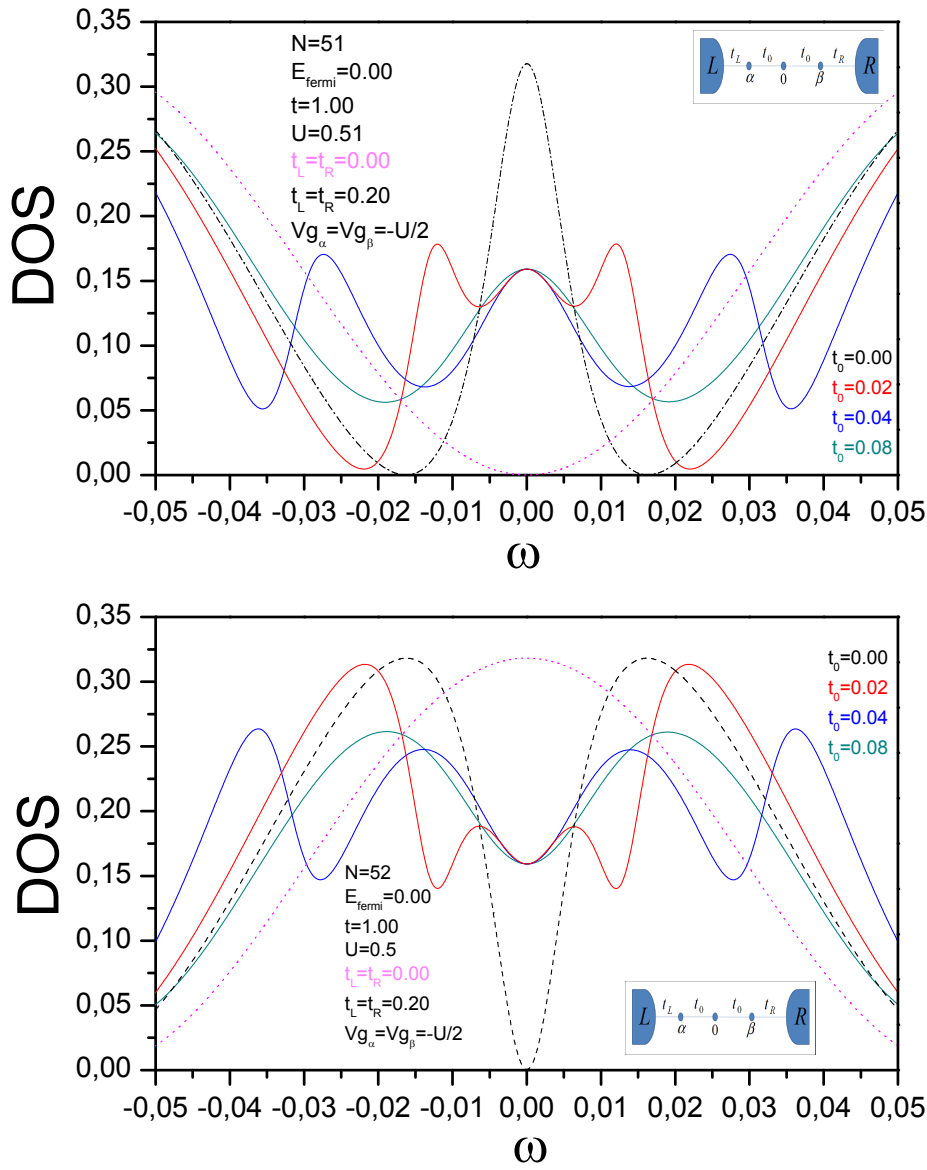 0,35
0,30
0,25
0,20
0,15
0,10
0,05
0,00
DOS
N=51
E_fermi=0.00
t=1.00
U=0.51
t_L=t_R=0.00
t_L=t_R=0.20
Vg_α=Vg_β=-U/2
L t_L t_0 t_0 t_R R
α 0 β
t_0=0.00
t_0=0.02
t_0=0.04
t_0=0.08
-0,05 -0,04 -0,03 -0,02 -0,01 0,00 0,01 0,02 0,03 0,04 0,05
ω
0,35
0,30
0,25
0,20
0,15
0,10
0,05
0,00
DOS
t_0=0.00
t_0=0.02
t_0=0.04
t_0=0.08
N=52
E_fermi=0.00
t=1.00
U=0.5
t_L=t_R=0.00
t_L=t_R=0.20
Vg_α=Vg_β=-U/2
L t_L t_0 t_0 t_R R
α 0 β
-0,05 -0,04 -0,03 -0,02 -0,01 0,00 0,01 0,02 0,03 0,04 0,05
ω